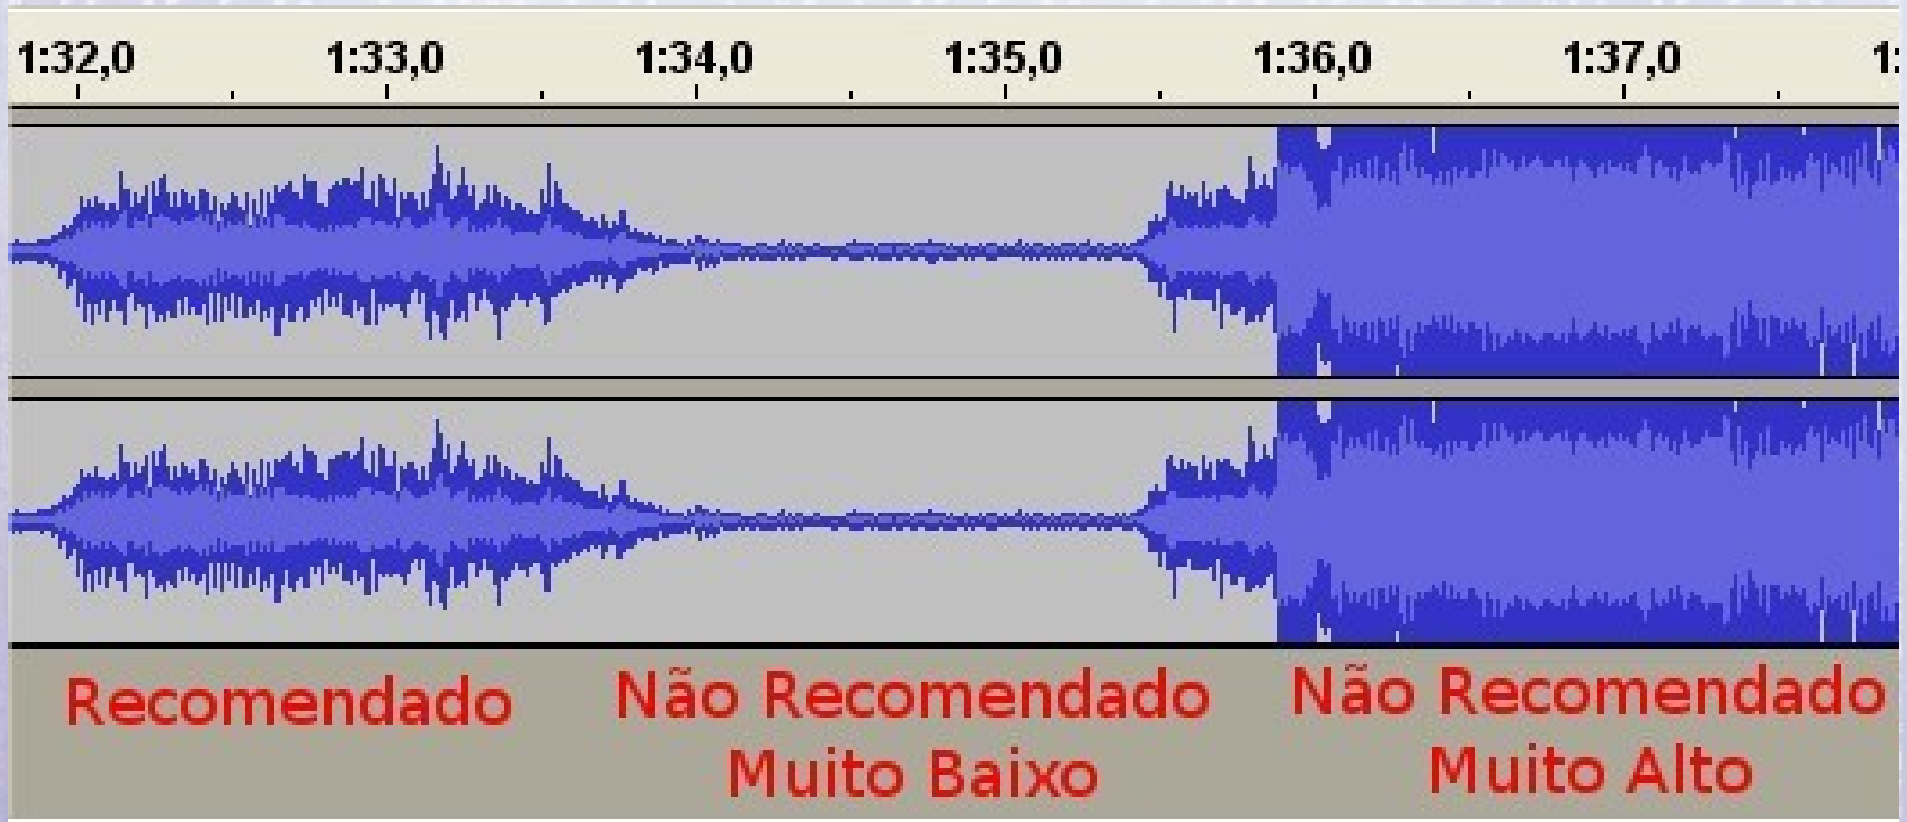 1:32,0 1:33,0 1:34,0 1:35,0 1:36,0 1:37,0 1:
Recomendado
Não Recomendado
Muito Baixo
Não Recomendado
Muito Alto